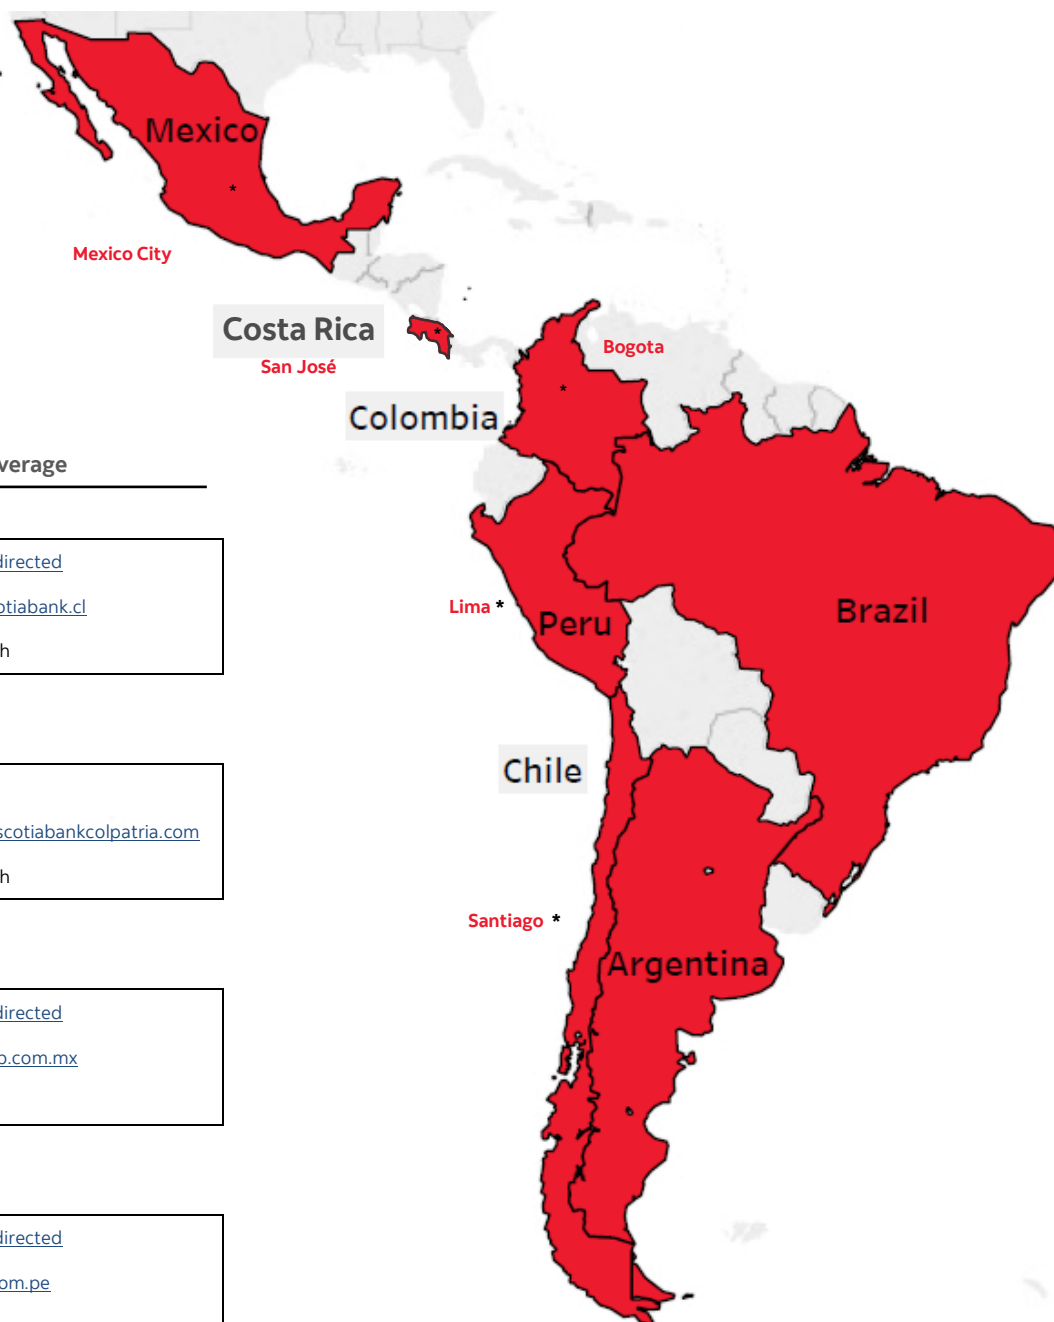 Mexico
*
Mexico City
Costa Rica
*
San José
Bogota
*
Colombia
verage
directed
otiabank.cl
h
Lima *
Peru
Brazil
Chile
scotiabankcolpatria.com
h
Santiago *
Argentina
directed
o.com.mx
directed
om.pe